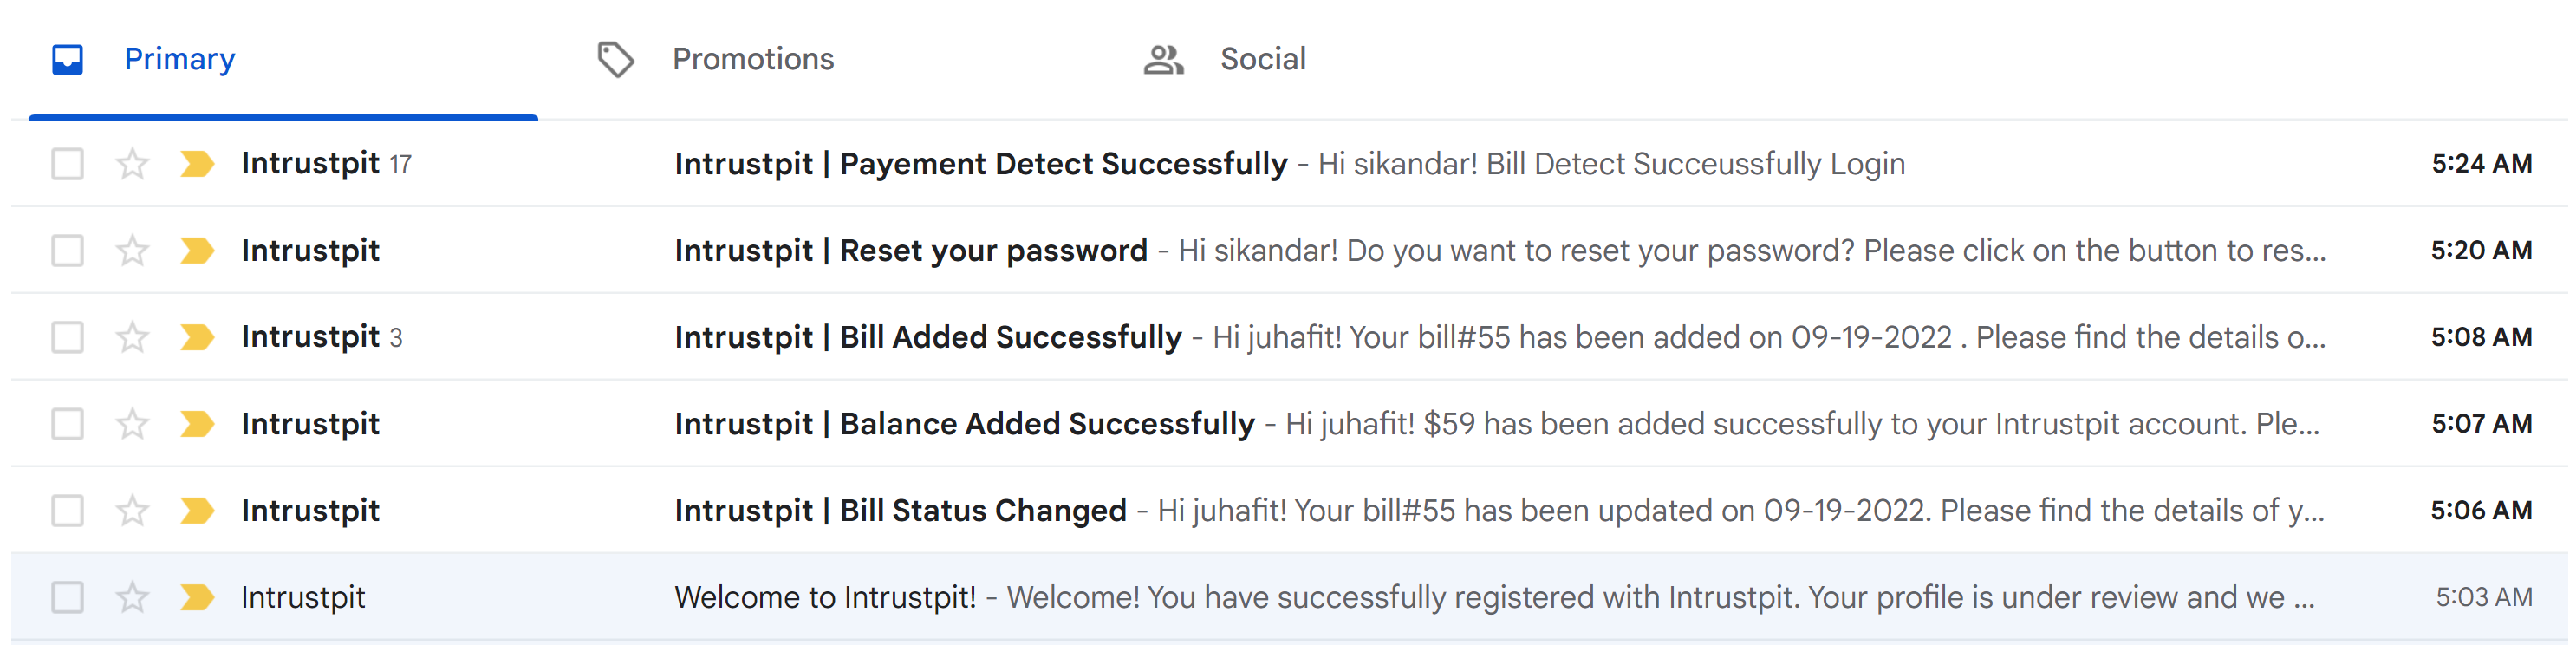 Primary Promotions Social
Intrustpit 17 Intrustpit | Payement Detect Successfully - Hi sikandar! Bill Detect Succeussfully Login 5:24 AM
Intrustpit Intrustpit | Reset your password - Hi sikandar! Do you want to reset your password? Please click on the button to res... 5:20 AM
Intrustpit 3 Intrustpit | Bill Added Successfully - Hi juhafit! Your bill#55 has been added on 09-19-2022 . Please find the details o... 5:08 AM
Intrustpit Intrustpit | Balance Added Successfully - Hi juhafit! $59 has been added successfully to your Intrustpit account. Ple... 5:07 AM
Intrustpit Intrustpit | Bill Status Changed - Hi juhafit! Your bill#55 has been updated on 09-19-2022. Please find the details of y... 5:06 AM
Intrustpit Welcome to Intrustpit! - Welcome! You have successfully registered with Intrustpit. Your profile is under review and we ... 5:03 AM